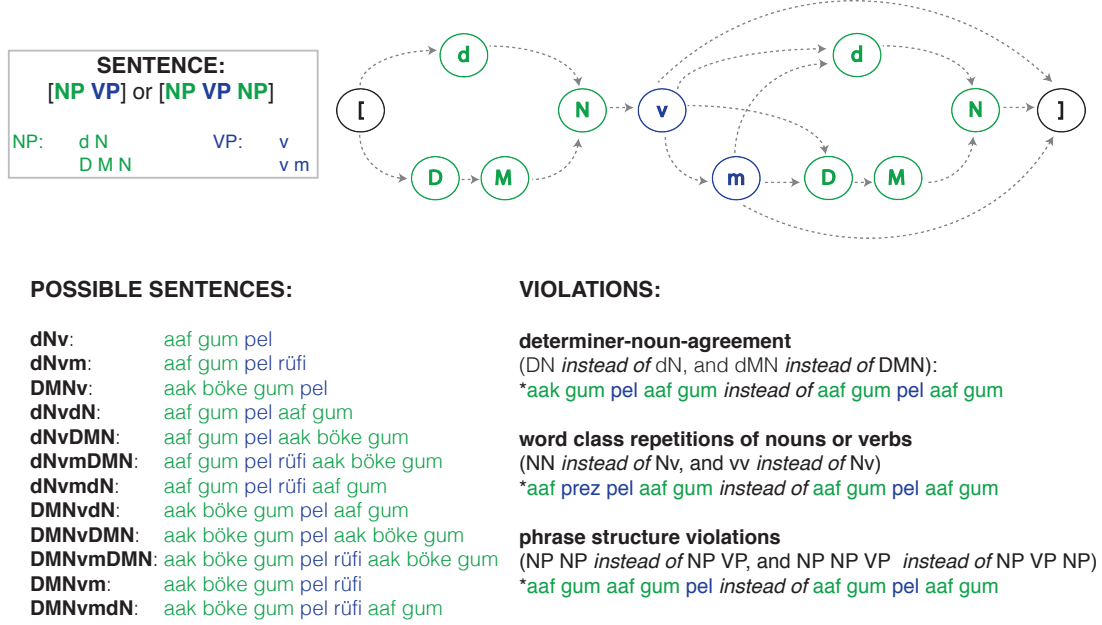 SENTENCE:
[NP VP] or [NP VP NP]
NP: d N VP: v
D M N v m
[ d D M N v m d D M N ]
POSSIBLE SENTENCES:
dNv: aaf gum pel
dNvm: aaf gum pel rüfi
DMNv: aak böke gum pel
dNvdN: aaf gum pel aaf gum
dNvDMN: aaf gum pel aak böke gum
dNvmDMN: aaf gum pel rüfi aak böke gum
dNvmdN: aaf gum pel rüfi aaf gum
DMNvdN: aak böke gum pel aaf gum
DMNvDMN: aak böke gum pel aak böke gum
DMNvmDMN: aak böke gum pel rüfi aak böke gum
DMNvm: aak böke gum pel rüfi
DMNvmdN: aak böke gum pel rüfi aaf gum
VIOLATIONS:
determiner-noun-agreement
(DN instead of dN, and dMN instead of DMN):
*aak gum pel aaf gum instead of aaf gum pel aaf gum
word class repetitions of nouns or verbs
(NN instead of Nv, and vv instead of Nv)
*aaf prez pel aaf gum instead of aaf gum pel aaf gum
phrase structure violations
(NP NP instead of NP VP, and NP NP VP instead of NP VP NP)
*aaf gum aaf gum pel instead of aaf gum pel aaf gum